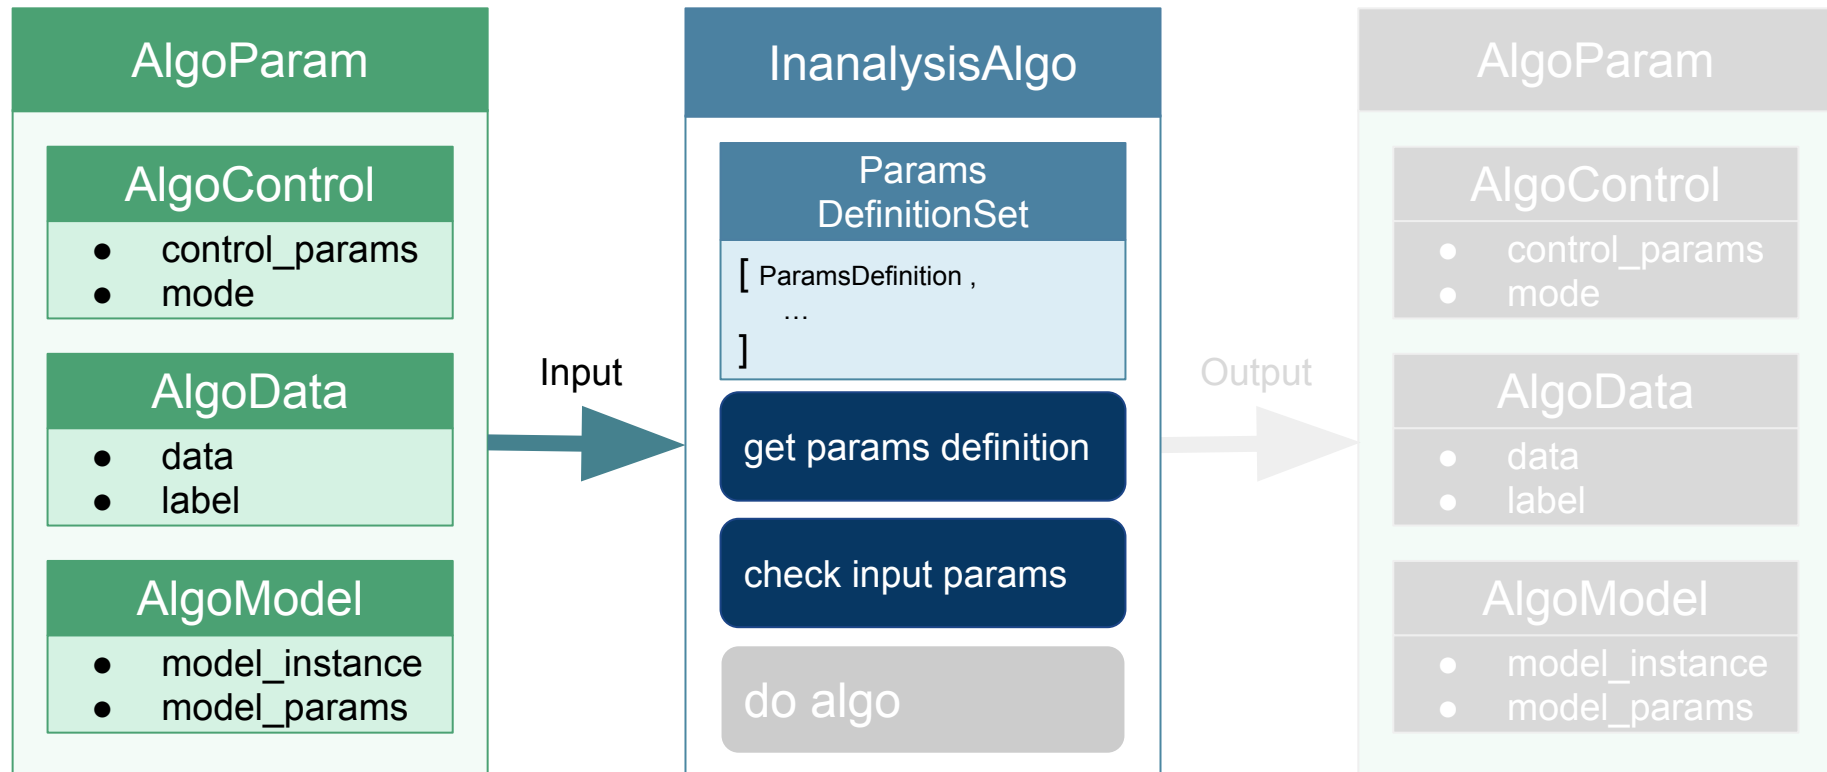 AlgoParam
AlgoControl
● control_params
● mode
AlgoData
● data
● label
AlgoModel
● model_instance
● model_params
Input
InanalysisAlgo
Params
DefinitionSet
[ ParamsDefinition ,
...
]
get params definition
check input params
do algo
Output
AlgoParam
AlgoControl
● control_params
● mode
AlgoData
● data
● label
AlgoModel
● model_instance
● model_params